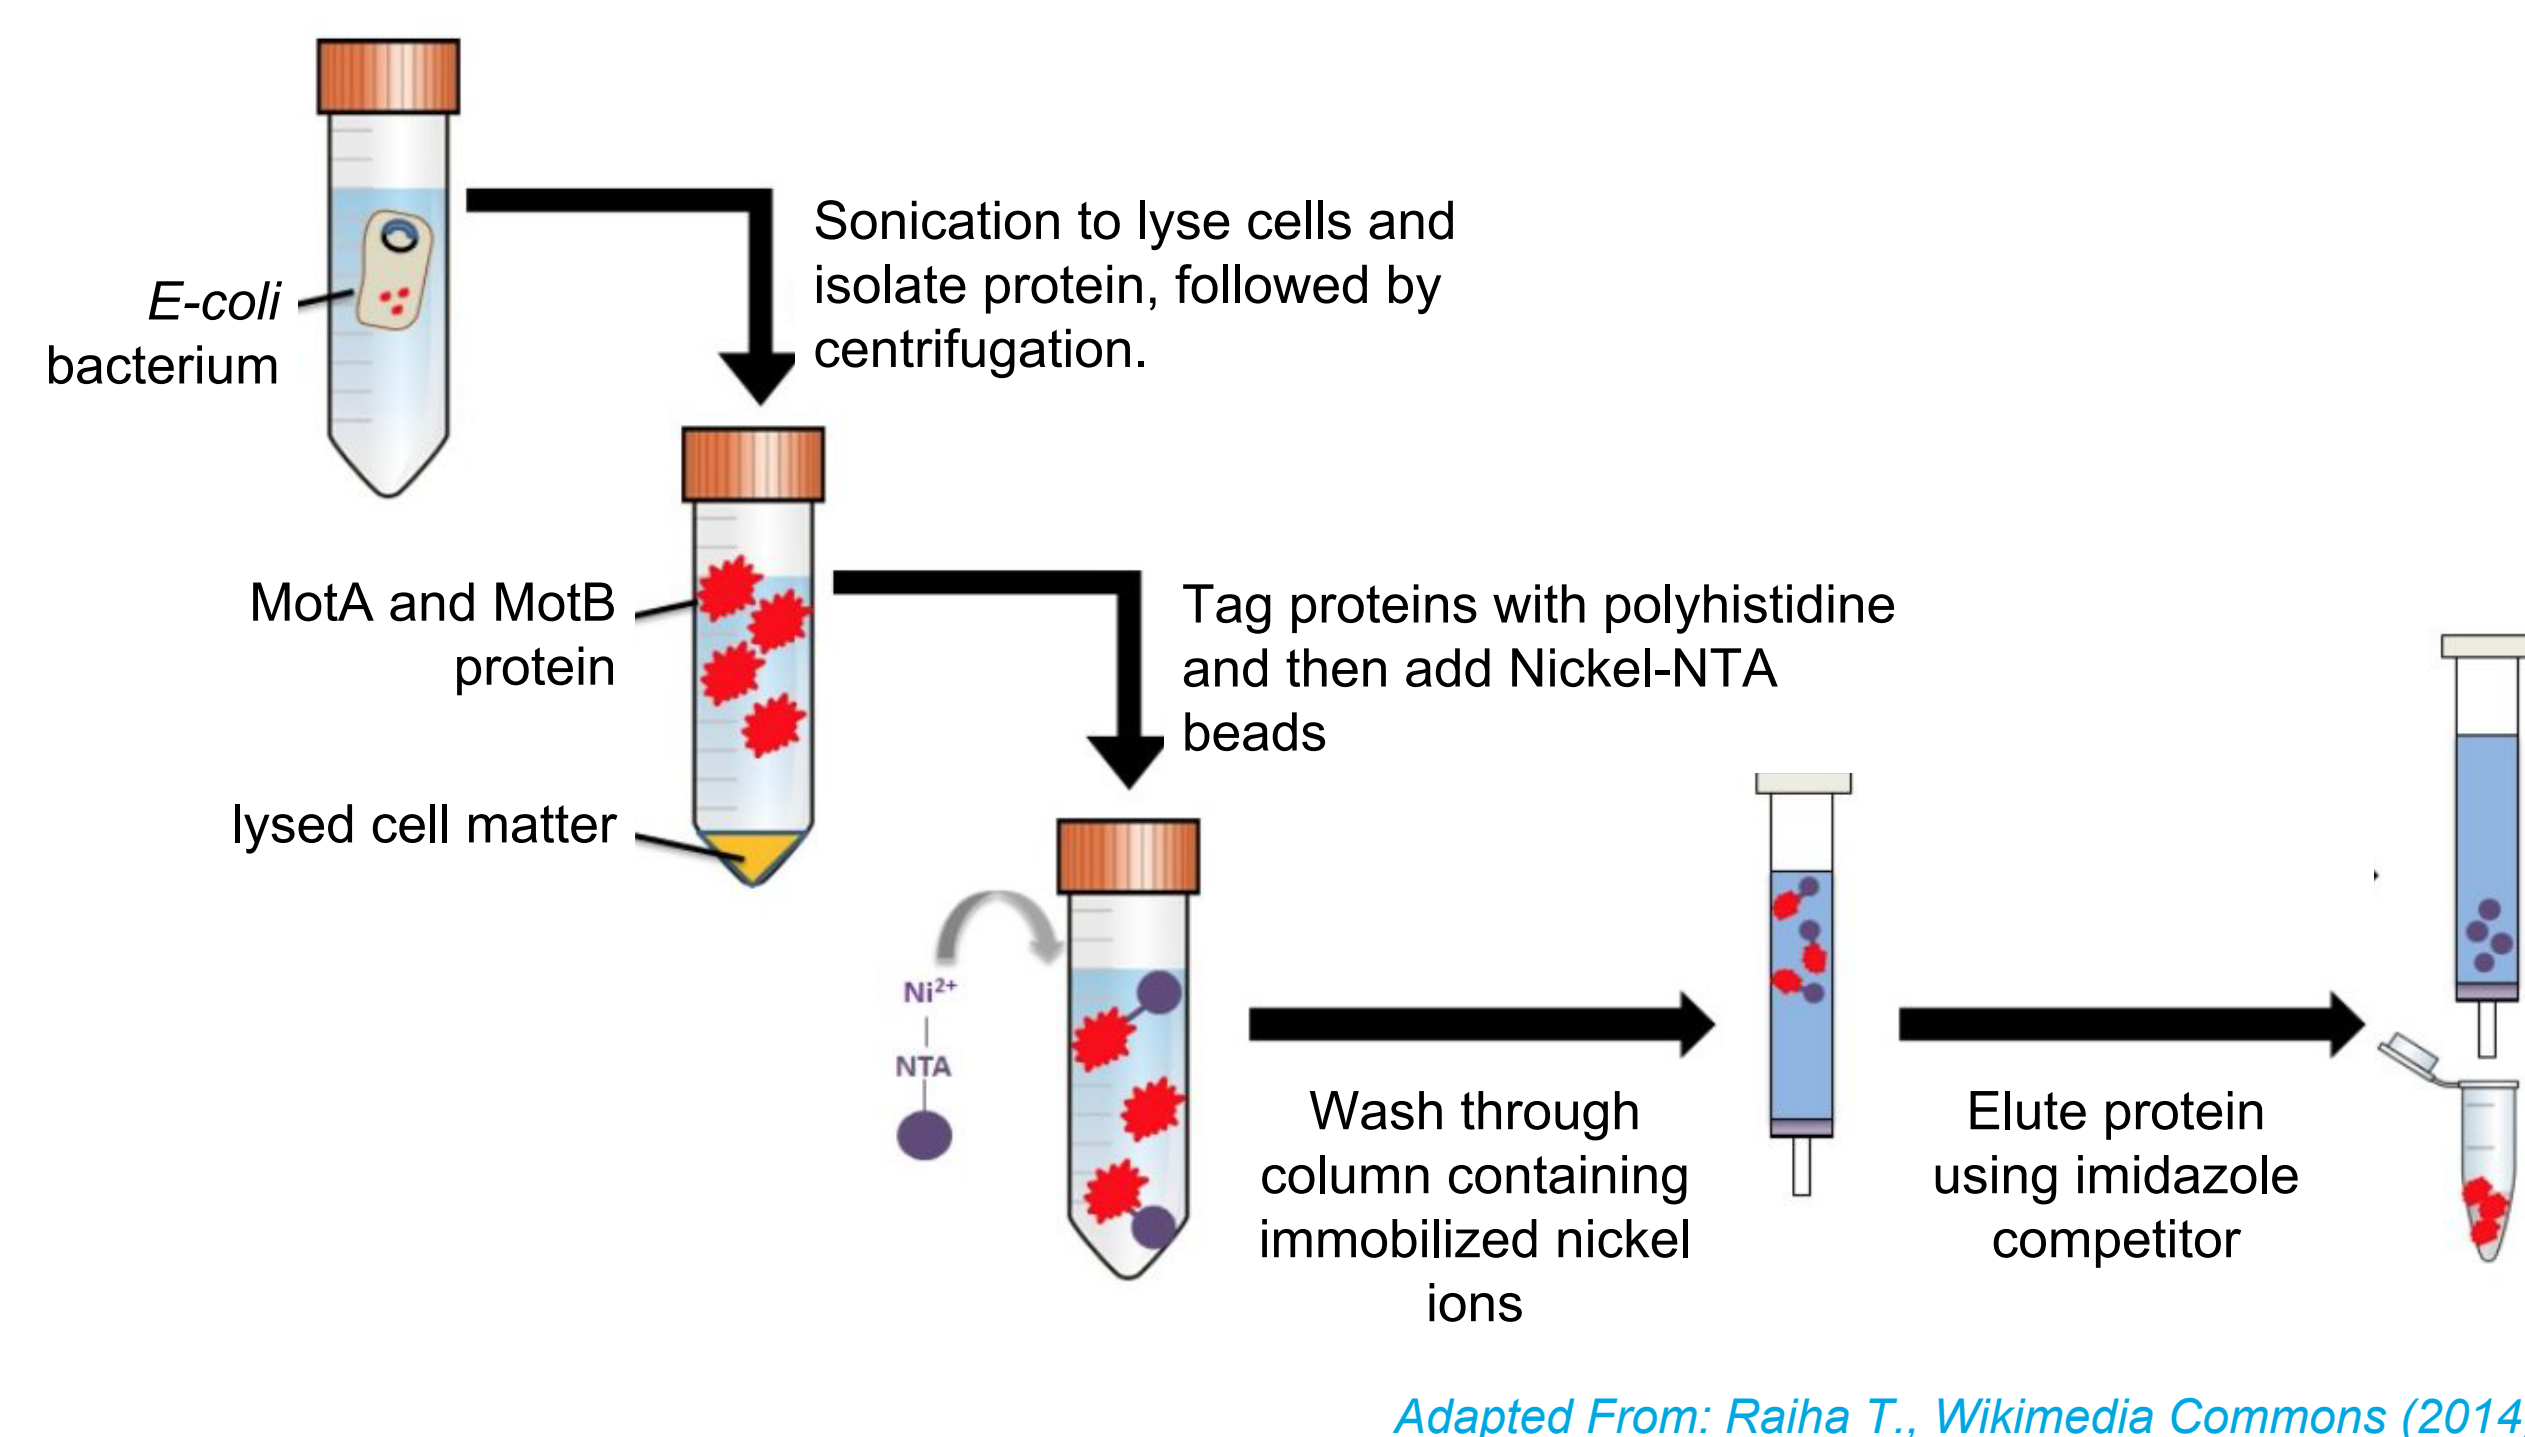 E-coli
bacterium
Sonication to lyse cells and
isolate protein, followed by
centrifugation.
MotA and MotB
protein
lysed cell matter
Tag proteins with polyhistidine
and then add Nickel-NTA
beads
Ni2+
NTA
Wash through
column containing
immobilized nickel
ions
Elute protein
using imidazole
competitor
Adapted From: Raiha T., Wikimedia Commons (2014)